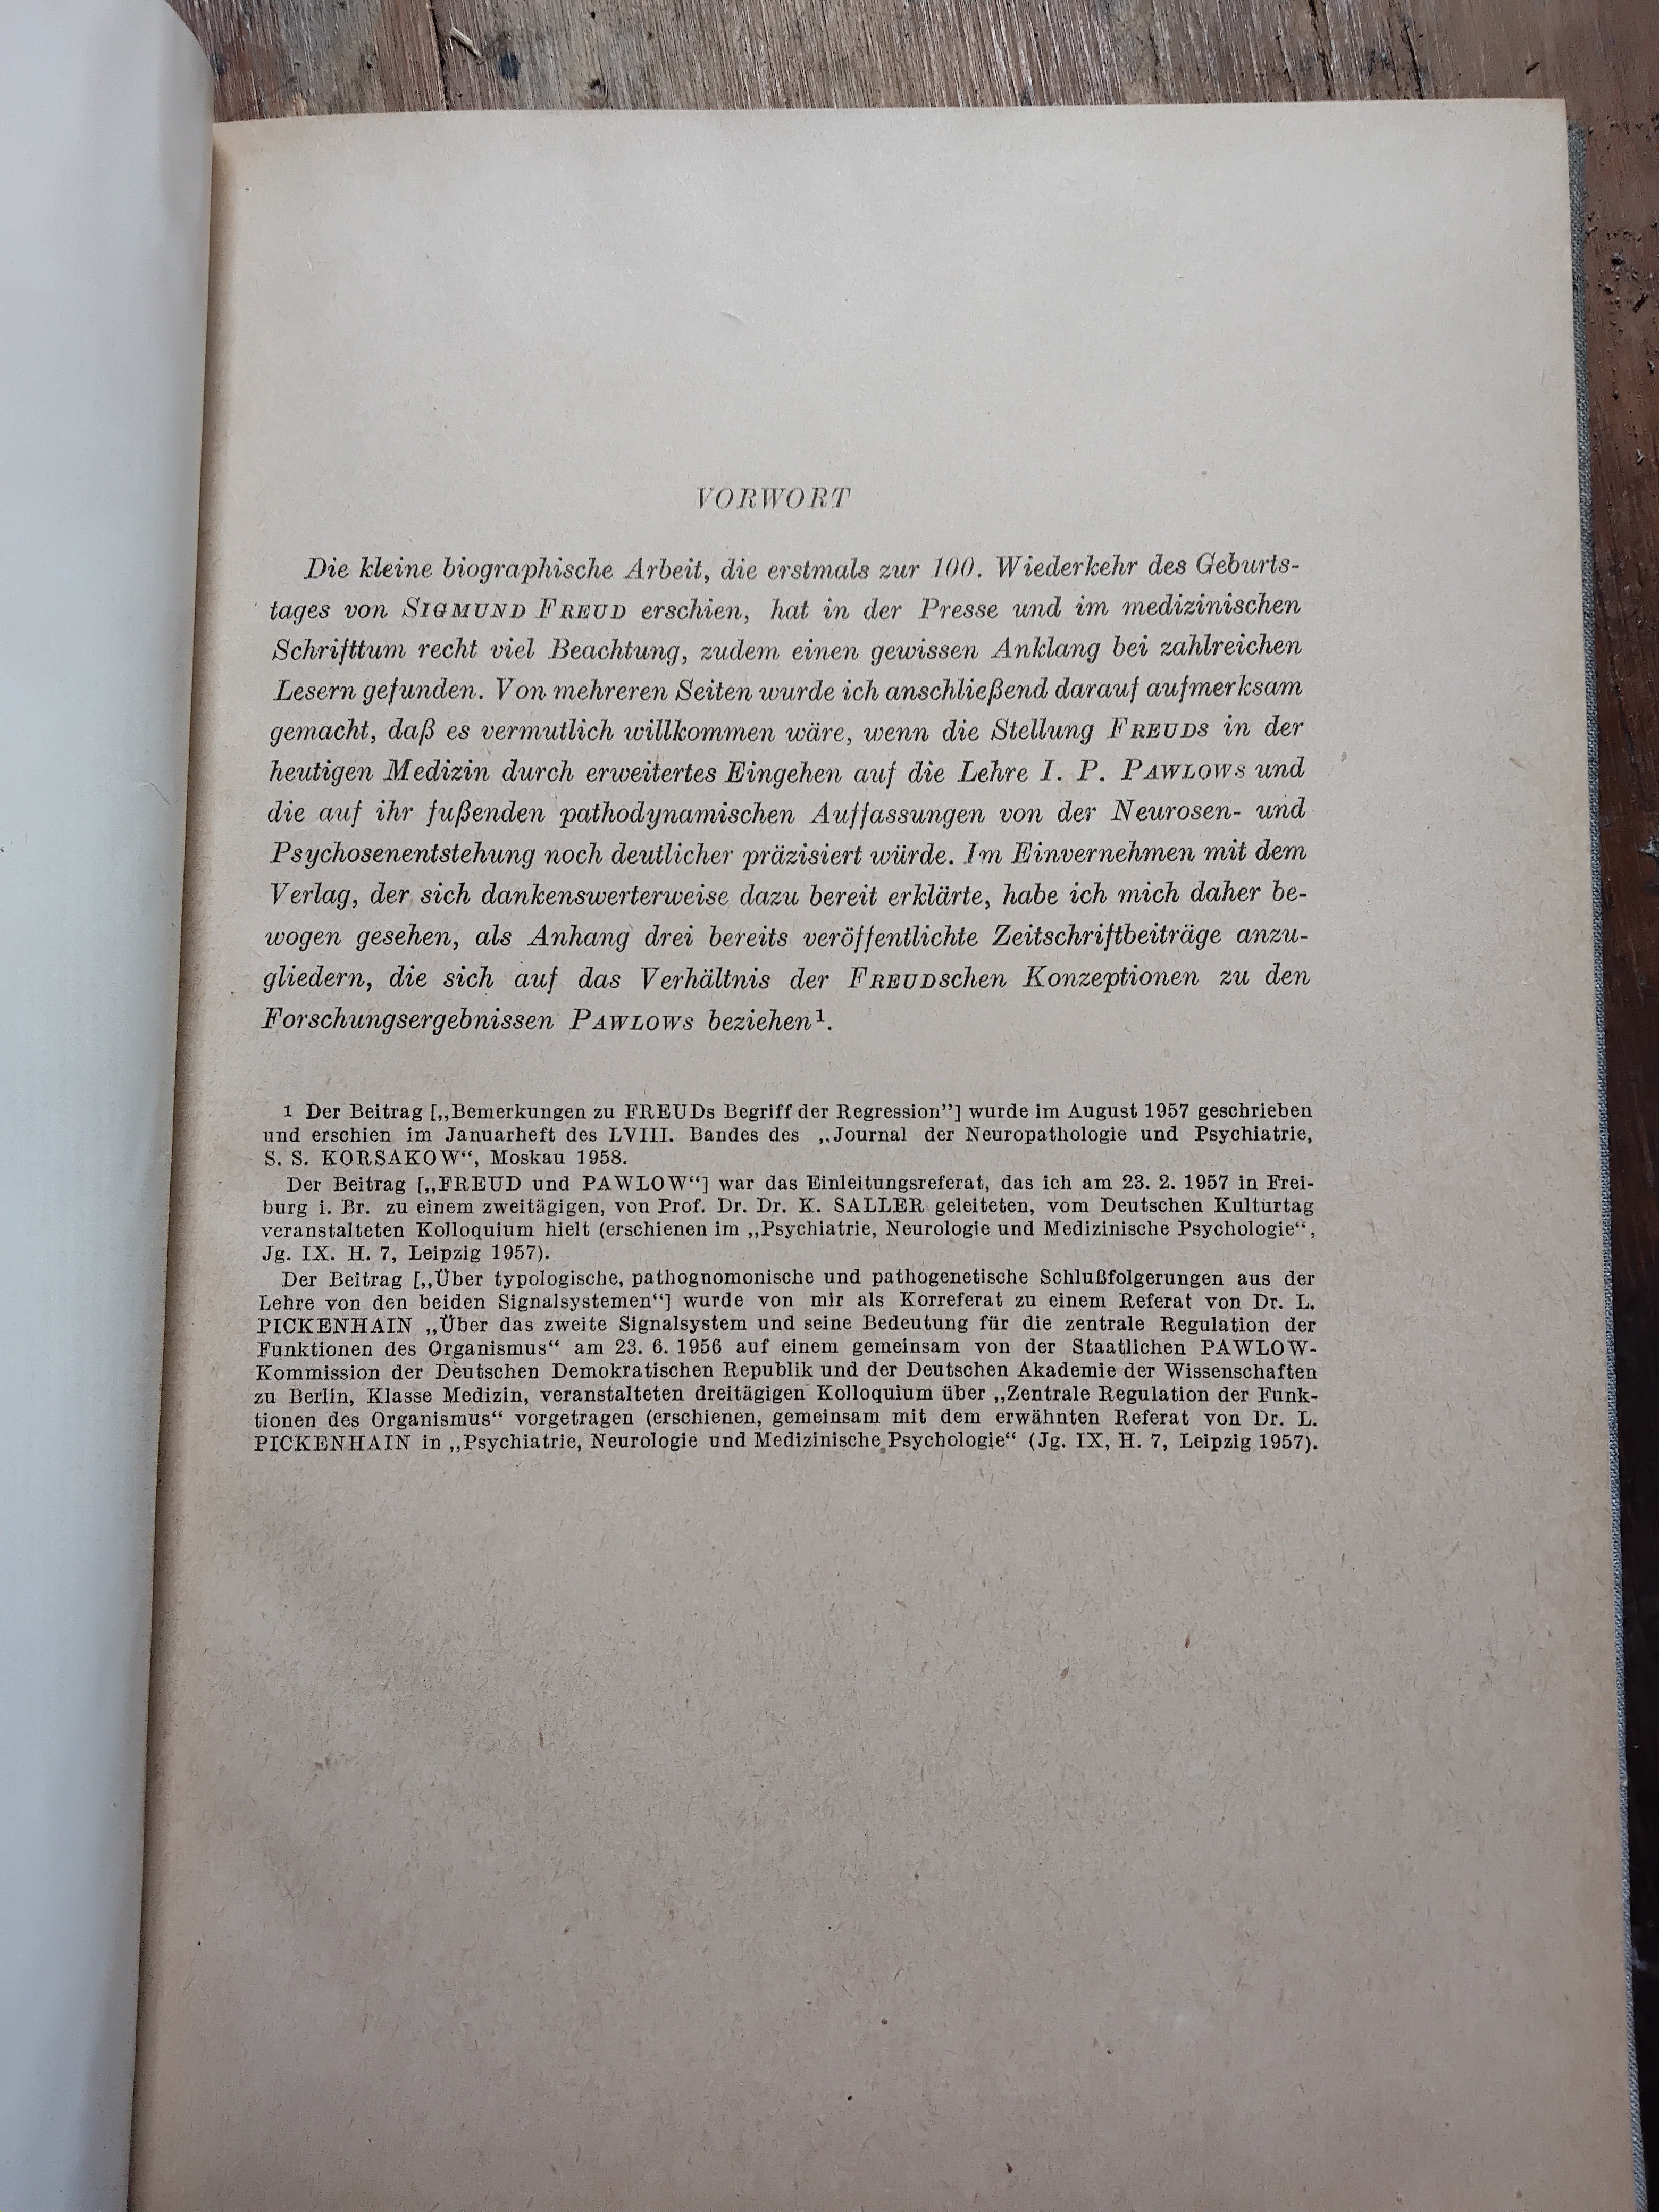 VORWORT
Die kleine biographische Arbeit, die erstmals zur 100. Wiederkehr des Geburts-
tages von SIGMUND FREUD erschien, hat in der Presse und im medizinischen
Schrifttum recht viel Beachtung, zudem einen gewissen Anklang bei zahlreichen
Lesern gefunden. Von mehreren Seiten wurde ich anschließend darauf aufmerksam
gemacht, daß es vermutlich willkommen wäre, wenn die Stellung FREUDS in der
heutigen Medizin durch erweitertes Eingehen auf die Lehre I. P. PAWLOWS und
die auf ihr fußenden pathodynamischen Auffassungen von der Neurosen- und
Psychosenentstehung noch deutlicher präzisiert würde. Im Einvernehmen mit dem
Verlag, der sich dankenswerterweise dazu bereit erklärte, habe ich mich daher be-
wogen gesehen, als Anhang drei bereits veröffentlichte Zeitschriftbeiträge anzu-
gliedern, die sich auf das Verhältnis der FREUDschen Konzeptionen zu den
Forschungsergebnissen PAWLOWS beziehen¹.
1 Der Beitrag [„Bemerkungen zu FREUDs Begriff der Regression”] wurde im August 1957 geschrieben
und erschien im Januarheft des LVIII. Bandes des „Journal der Neuropathologie und Psychiatrie,
S. S. KORSAKOW“, Moskau 1958.
Der Beitrag [„FREUD und PAWLOW“] war das Einleitungsreferat, das ich am 23. 2. 1957 in Frei-
burg i. Br. zu einem zweitägigen, von Prof. Dr. Dr. K. SALLER geleiteten, vom Deutschen Kulturtag
veranstalteten Kolloquium hielt (erschienen im „Psychiatrie, Neurologie und Medizinische Psychologie“,
Jg. IX. H. 7, Leipzig 1957).
Der Beitrag [„Über typologische, pathognomonische und pathogenetische Schlußfolgerungen aus der
Lehre von den beiden Signalsystemen“] wurde von mir als Korreferat zu einem Referat von Dr. L.
PICKENHAIN „Über das zweite Signalsystem und seine Bedeutung für die zentrale Regulation der
Funktionen des Organismus“ am 23. 6. 1956 auf einem gemeinsam von der Staatlichen PAWLOW-
Kommission der Deutschen Demokratischen Republik und der Deutschen Akademie der Wissenschaften
zu Berlin, Klasse Medizin, veranstalteten dreitägigen Kolloquium über „Zentrale Regulation der Funk-
tionen des Organismus“ vorgetragen (erschienen, gemeinsam mit dem erwähnten Referat von Dr. L.
PICKENHAIN in „Psychiatrie, Neurologie und Medizinische Psychologie“ (Jg. IX, H. 7, Leipzig 1957).